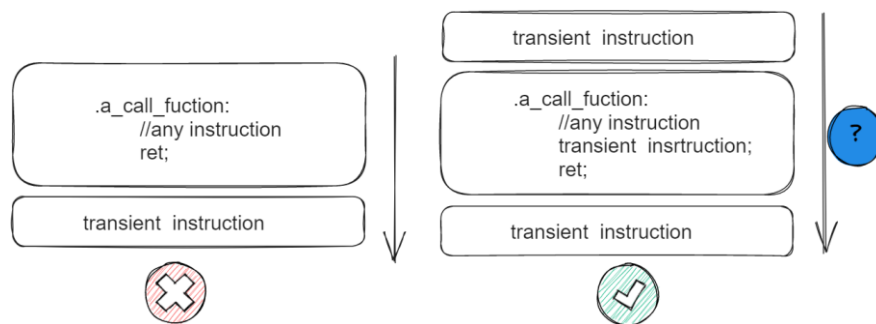 .a_call_fuction:
//any instruction
ret;
transient instruction
transient instruction
.a_call_fuction:
//any instruction
transient insrtruction;
ret;
transient instruction
?